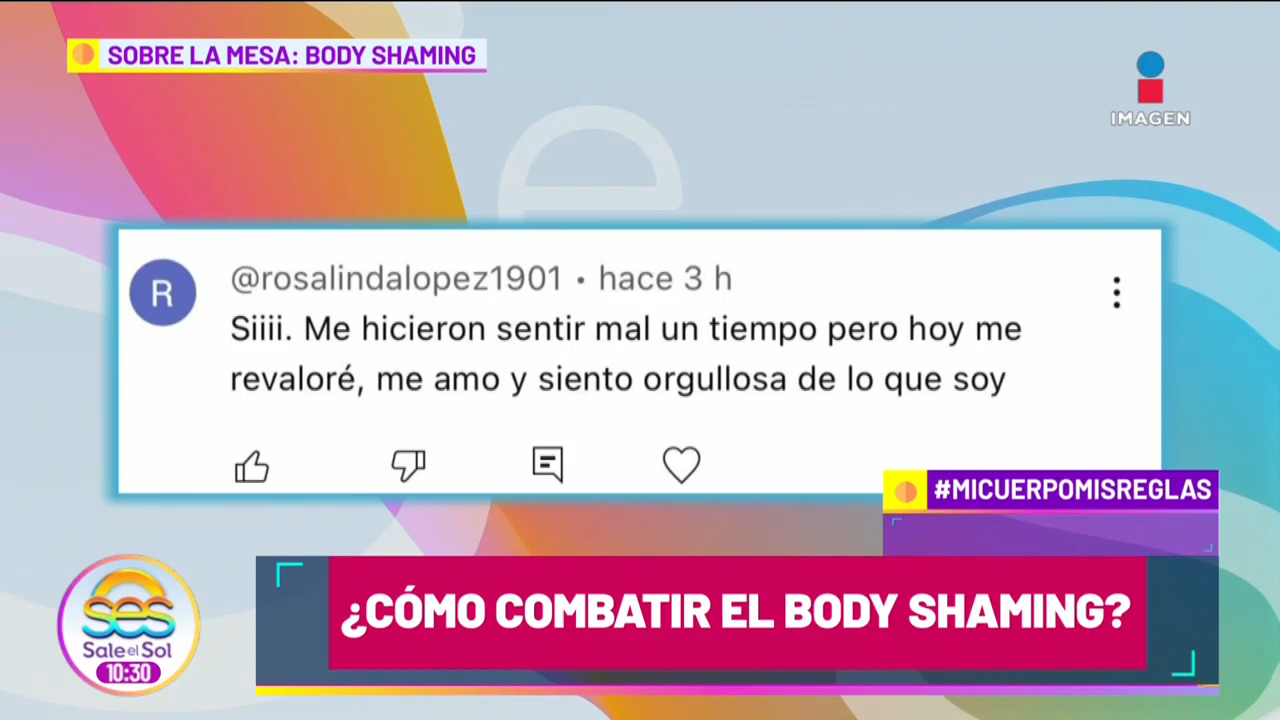 SOBRE LA MESA: BODY SHAMING
IMAGEN
e
R
@rosalindalopez1901 • hace 3 h
Siiii. Me hicieron sentir mal un tiempo pero hoy me
revaloré, me amo y siento orgullosa de lo que soy
#MICUERPOMISREGLAS
¿CÓMO COMBATIR EL BODY SHAMING?
ses
Sale el Sol
10:30